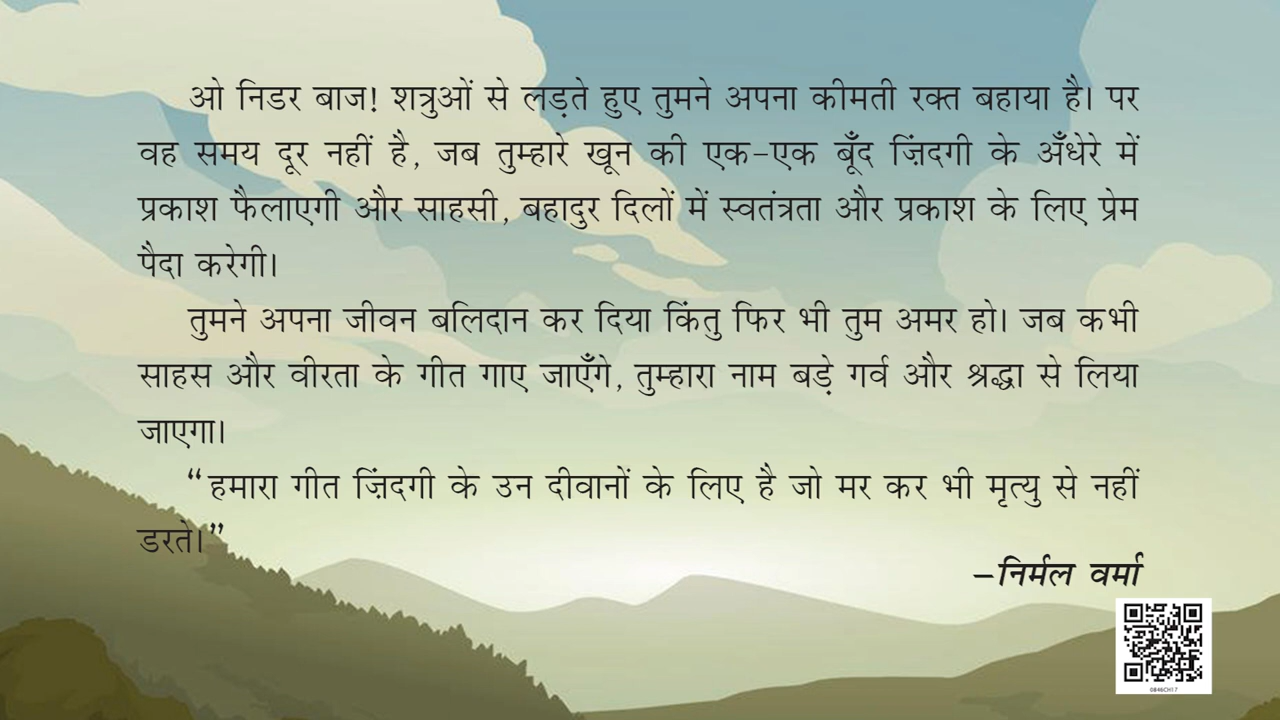 ओ निडर बाज! शत्रुओं से लड़ते हुए तुमने अपना कीमती रक्त बहाया है। पर
वह समय दूर नहीं है, जब तुम्हारे खून की एक-एक बूँद ज़िंदगी के अँधेरे में
प्रकाश फैलाएगी और साहसी, बहादुर दिलों में स्वतंत्रता और प्रकाश के लिए प्रेम
पैदा करेगी।
तुमने अपना जीवन बलिदान कर दिया किंतु फिर भी तुम अमर हो। जब कभी
साहस और वीरता के गीत गाए जाएँगे, तुम्हारा नाम बड़े गर्व और श्रद्धा से लिया
जाएगा।
“हमारा गीत ज़िंदगी के उन दीवानों के लिए है जो मर कर भी मृत्यु से नहीं
डरते।”
–निर्मल वर्मा
0846CH17